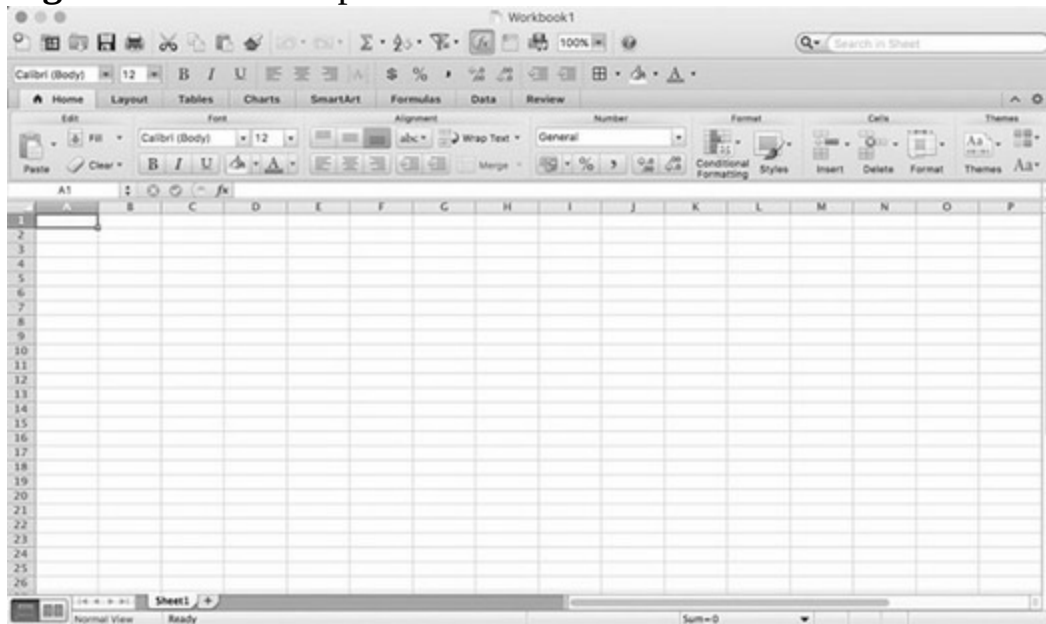 Workbook1
100%
Search in Sheet
Calibri (Body) 12 B I U $ % , A
Home Layout Tables Charts SmartArt Formulas Data Review
Edit Font Alignment Number Format Cells Themes
Fill Calibri (Body) 12 abc Wrap Text General
Paste Clear B I U A Merge % , Conditional Formatting Styles Insert Delete Format Themes Aa
A1 fx
A B C D E F G H I J K L M N O P
1
2
3
4
5
6
7
8
9
10
11
12
13
14
15
16
17
18
19
20
21
22
23
24
25
26
Sheet1 +
Normal View Ready Sum=0